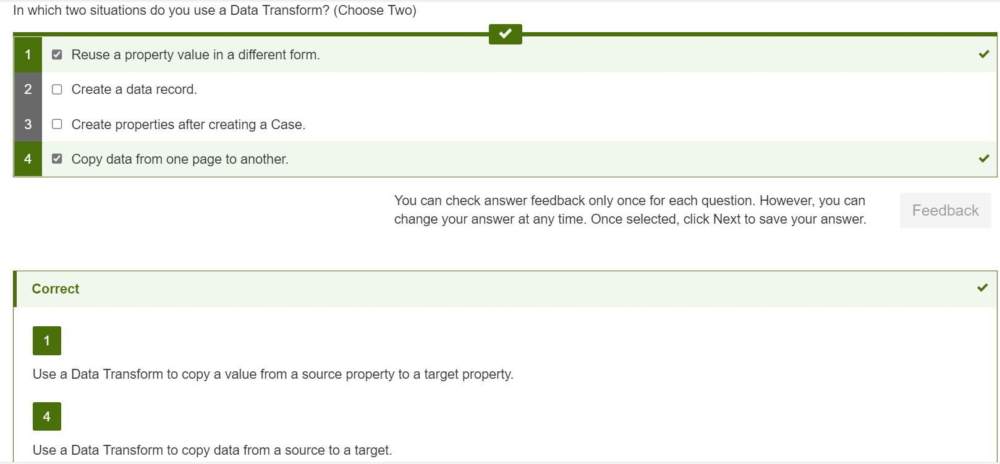 In which two situations do you use a Data Transform? (Choose Two)
1 Reuse a property value in a different form.
2 Create a data record.
3 Create properties after creating a Case.
4 Copy data from one page to another.
You can check answer feedback only once for each question. However, you can
change your answer at any time. Once selected, click Next to save your answer.
Feedback
Correct
1
Use a Data Transform to copy a value from a source property to a target property.
4
Use a Data Transform to copy data from a source to a target.